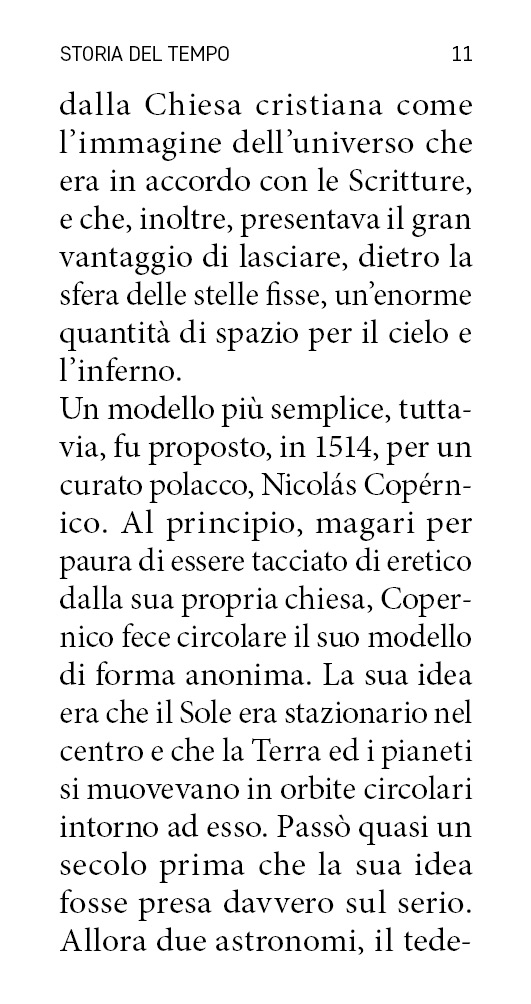 STORIA DEL TEMPO 11
dalla Chiesa cristiana come
l’immagine dell’universo che
era in accordo con le Scritture,
e che, inoltre, presentava il gran
vantaggio di lasciare, dietro la
sfera delle stelle fisse, un’enorme
quantità di spazio per il cielo e
l’inferno.
Un modello più semplice, tutta-
via, fu proposto, in 1514, per un
curato polacco, Nicolás Copérn-
ico. Al principio, magari per
paura di essere tacciato di eretico
dalla sua propria chiesa, Coper-
nico fece circolare il suo modello
di forma anonima. La sua idea
era che il Sole era stazionario nel
centro e che la Terra ed i pianeti
si muovevano in orbite circolari
intorno ad esso. Passò quasi un
secolo prima che la sua idea
fosse presa davvero sul serio.
Allora due astronomi, il tede-